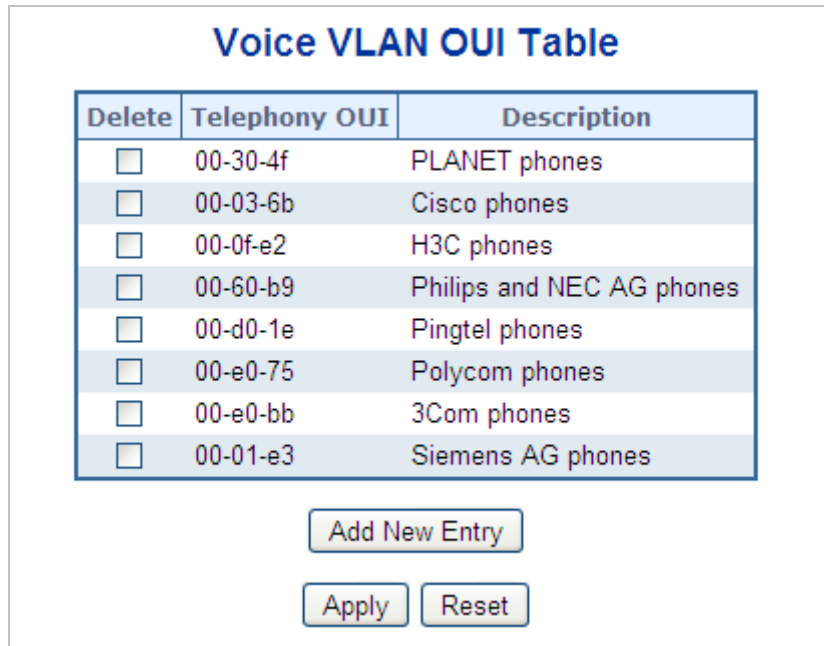 Voice VLAN OUI Table
Delete Telephony OUI Description
00-30-4f PLANET phones
00-03-6b Cisco phones
00-0f-e2 H3C phones
00-60-b9 Philips and NEC AG phones
00-d0-1e Pingtel phones
00-e0-75 Polycom phones
00-e0-bb 3Com phones
00-01-e3 Siemens AG phones
Add New Entry
Apply Reset